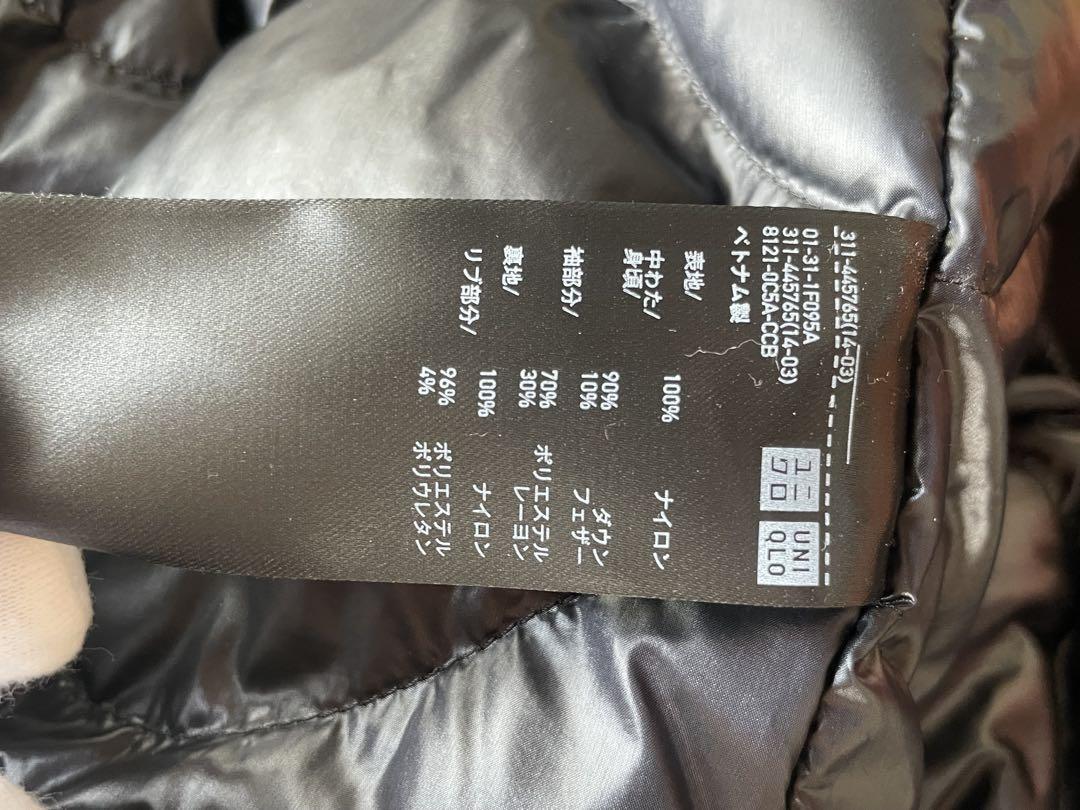 311-445765(14-03)
01-31-1F095A
311-445765(14-03)
8121-0C5A-CCB
ユニ
クロ
UNI
QLO
ベトナム製
表地/ 100% ナイロン
中わた/
身頃/ 90% ダウン
10% フェザー
袖部分/ 70% ポリエステル
30% レーヨン
裏地/ 100% ナイロン
リブ部分/ 96% ポリエステル
4% ポリウレタン